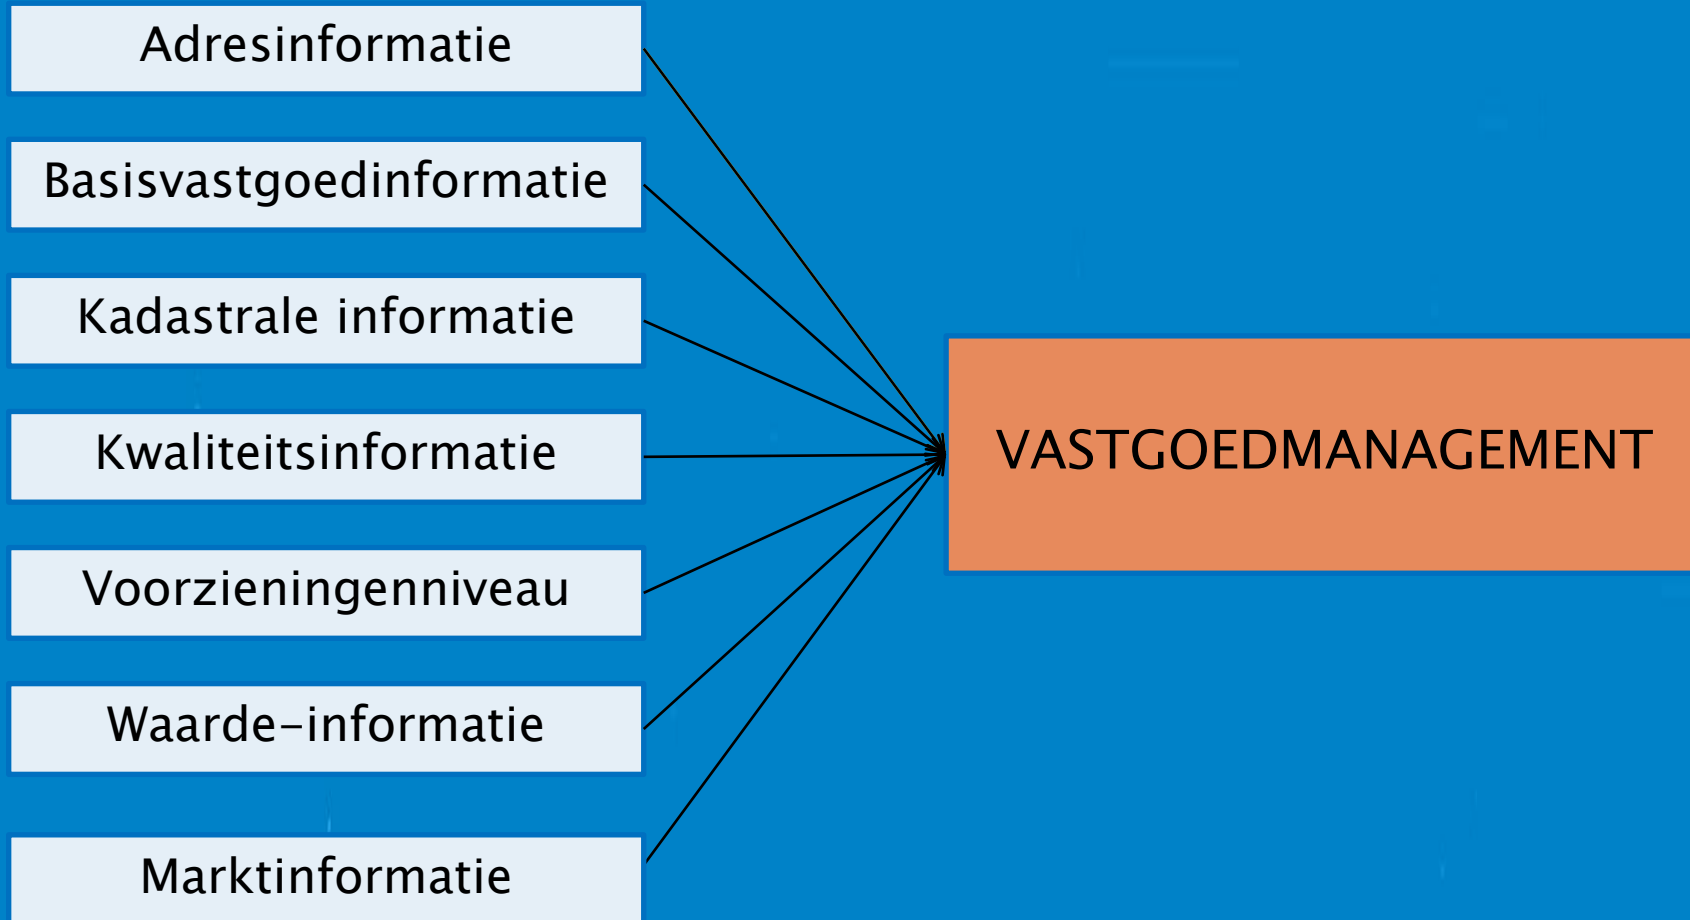 Adresinformatie
Basisvastgoedinformatie
Kadastrale informatie
Kwaliteitsinformatie
Voorzieningenniveau
Waarde-informatie
Marktinformatie
VASTGOEDMANAGEMENT